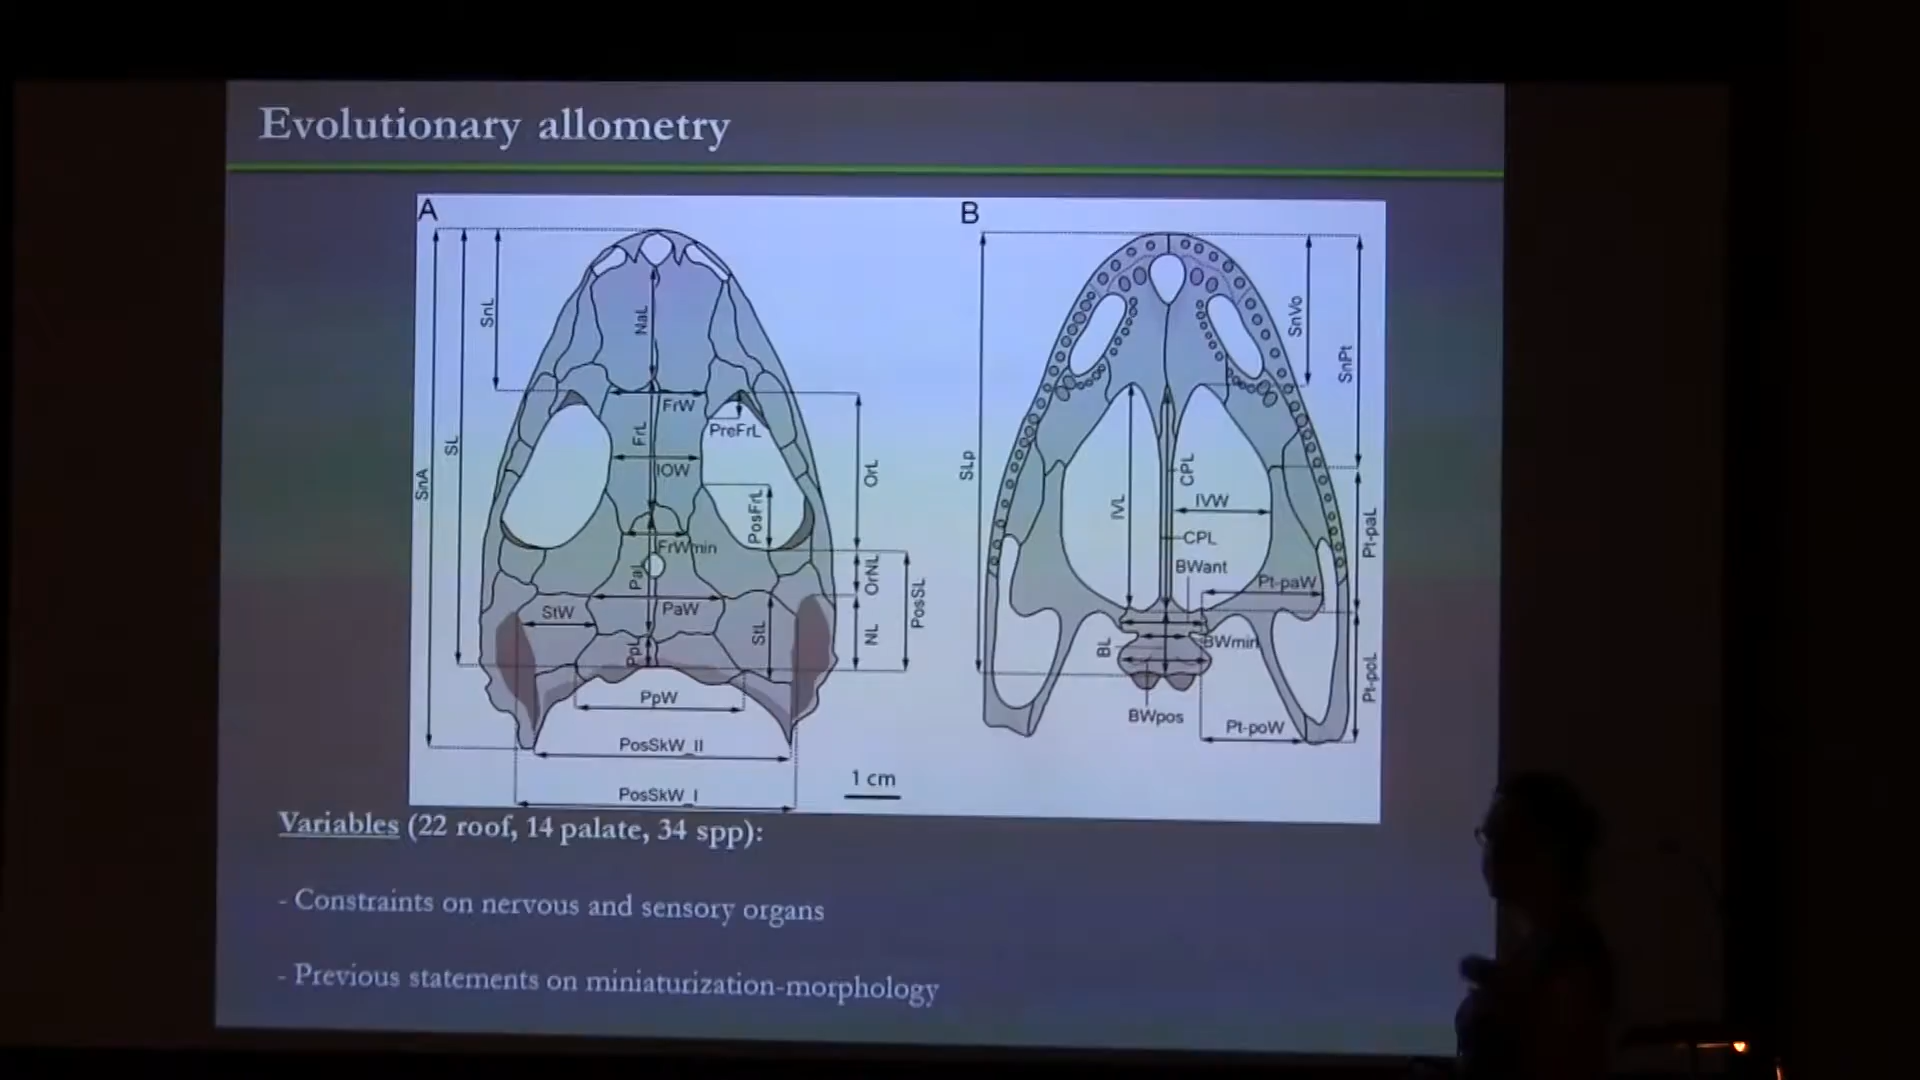 Evolutionary allometry
A
B
SnL
NaL
SnVo
SnPt
FrW
PreFrL
FrL
SL
IOW
OrL
SnA
SLp
CPL
IVL
IVW
PosFrL
FrWmin
CPL
Pt-paL
BWant
PaL
OrNL
Pt-paW
PosSL
StW
PaW
StL
NL
PpL
BL
BWmin
Pt-poL
PpW
BWpos
Pt-poW
PosSkW_II
1 cm
PosSkW_I
Variables (22 roof, 14 palate, 34 spp):
- Constraints on nervous and sensory organs
- Previous statements on miniaturization-morphology